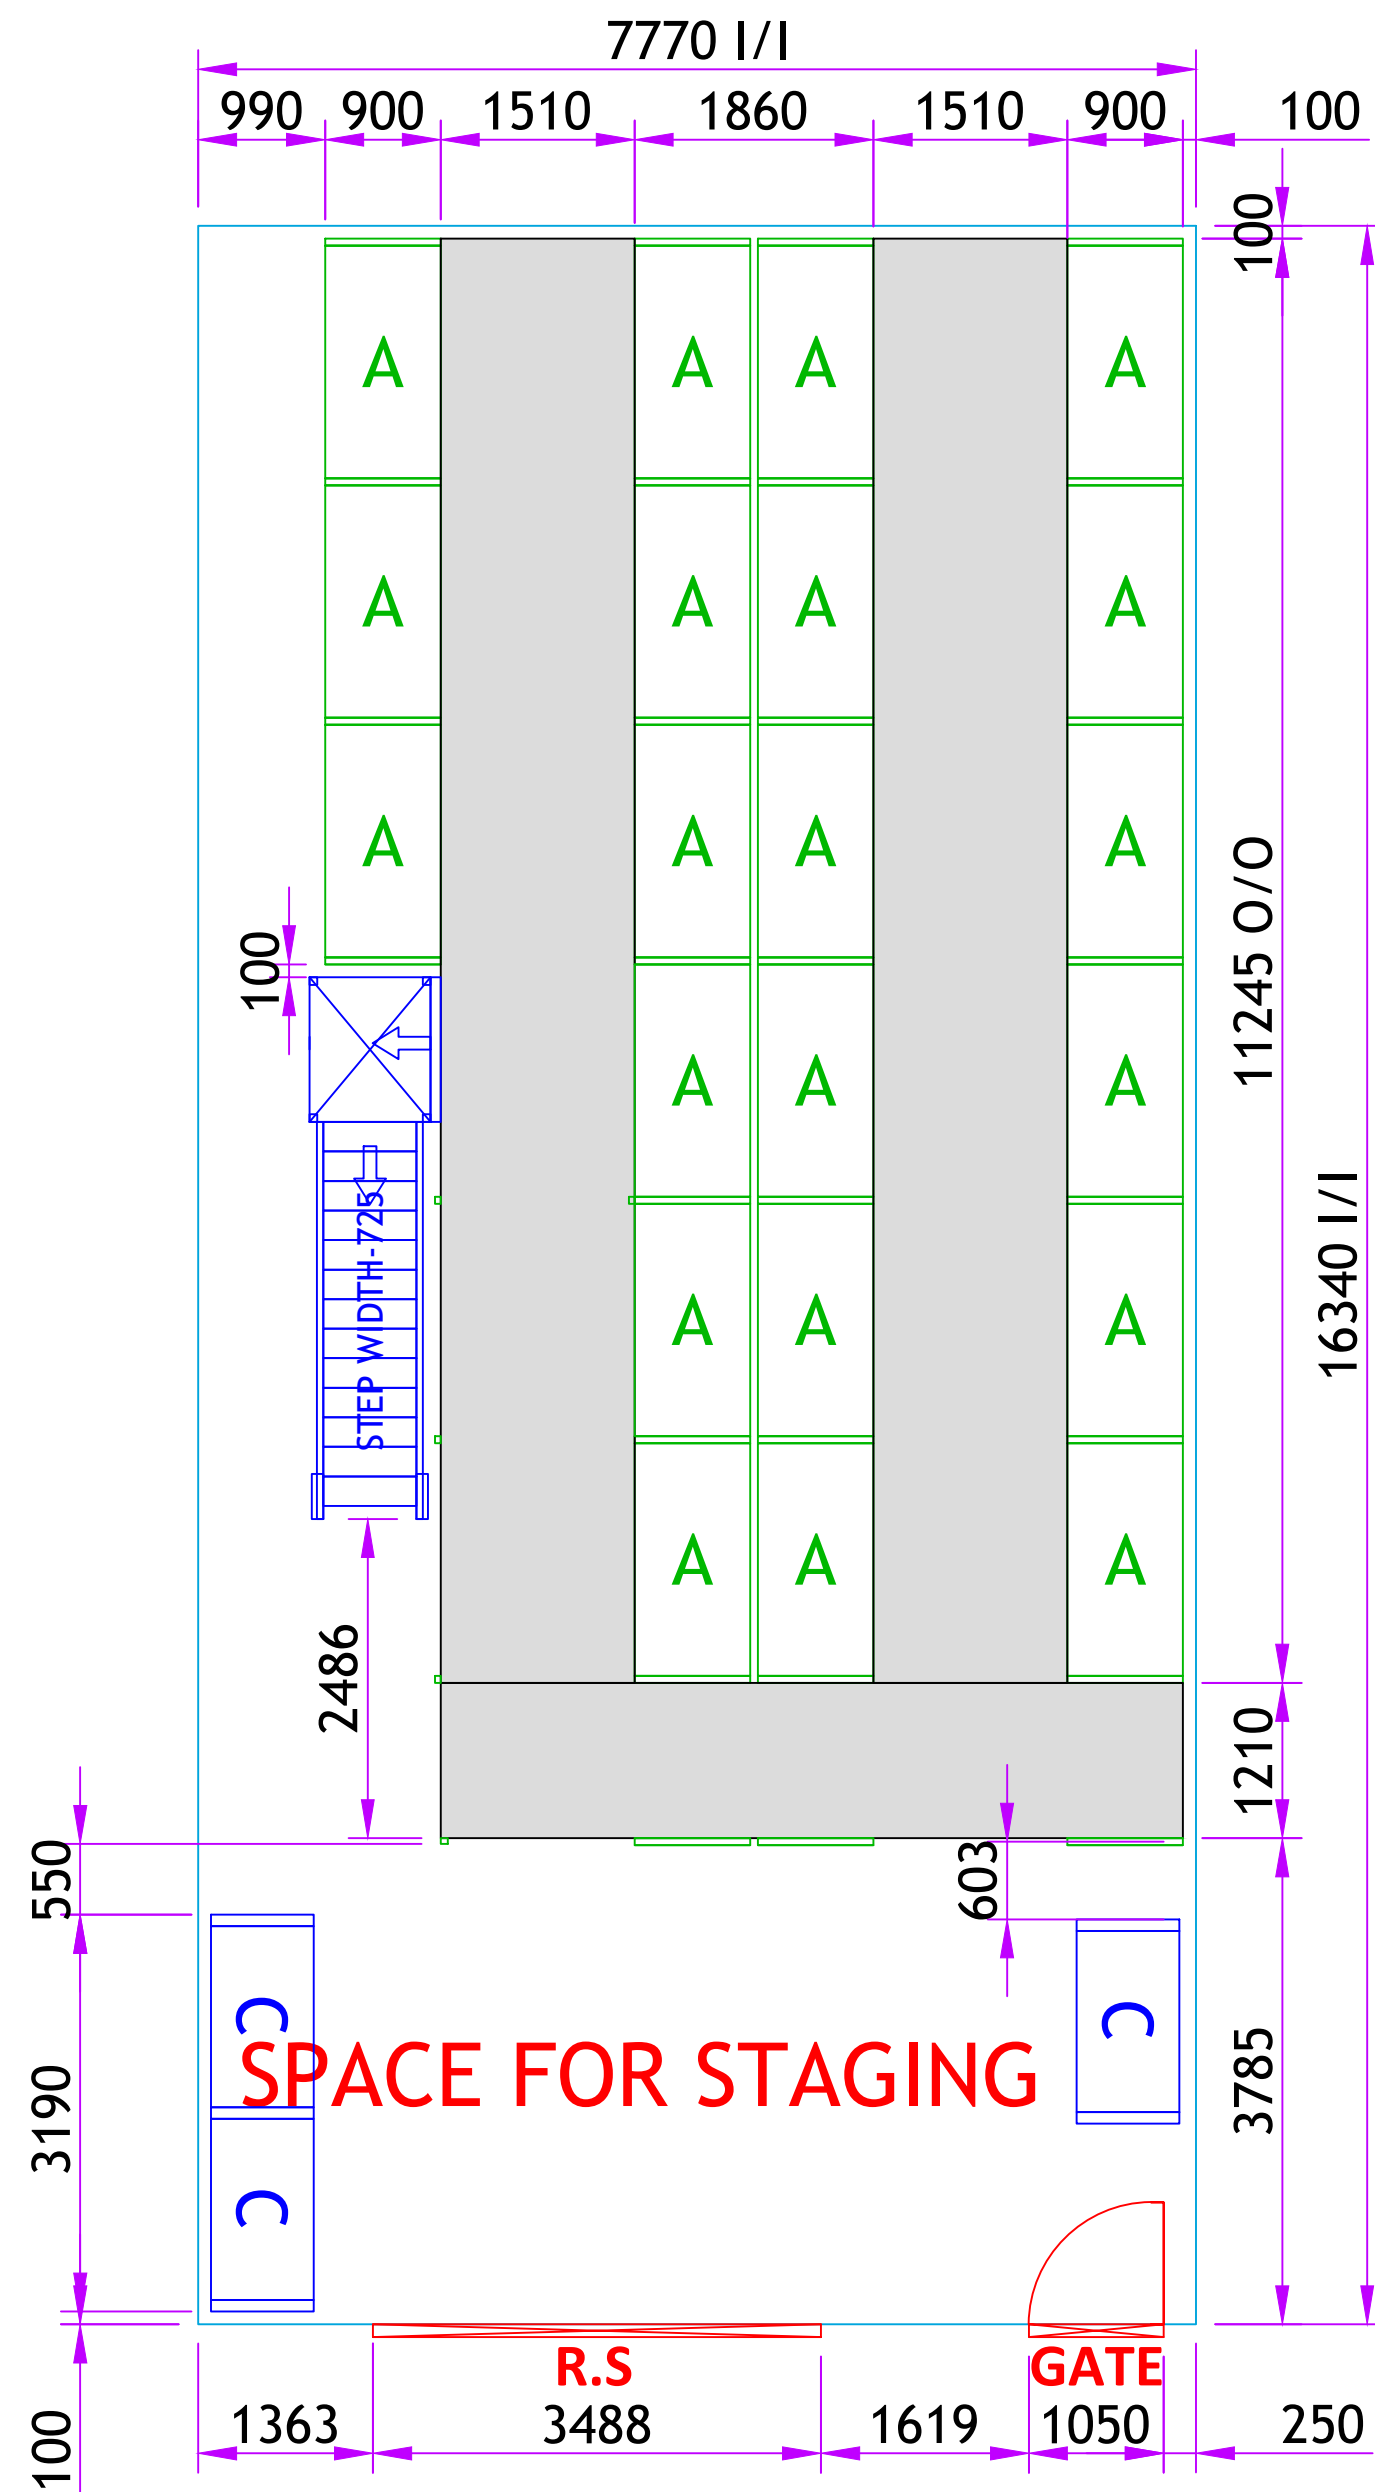 7770 I/I
990 900 1510 1860 1510 900 100
100
A A A A
A A A A
A A A A
11245 O/O
100
A A A
16340 I/I
STEP WIDTH-725
A A A
A A A
2486
1210
550
603
C C
SPACE FOR STAGING
3190
3785
C
R.S GATE
1363 3488 1619 1050 250
100